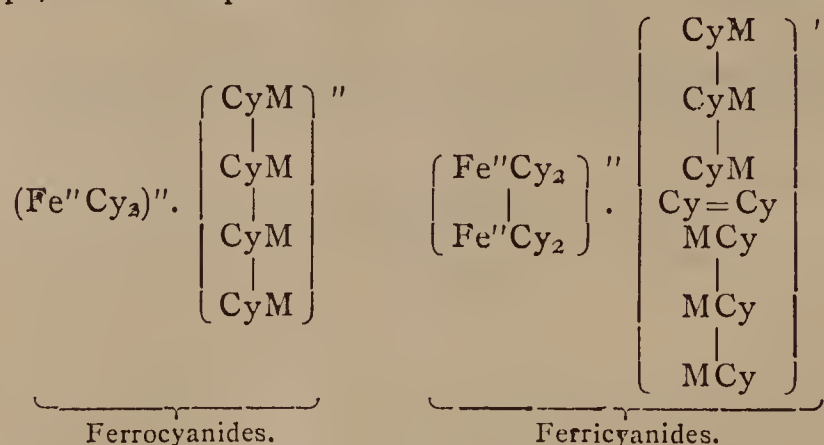 CyM
CyM
CyM
CyM
(Fe″Cy₂)″. ″
Ferrocyanides.
Fe″Cy₂
Fe″Cy₂
″ .
CyM
CyM
CyM
Cy=Cy
MCy
MCy
MCy
″
Ferricyanides.